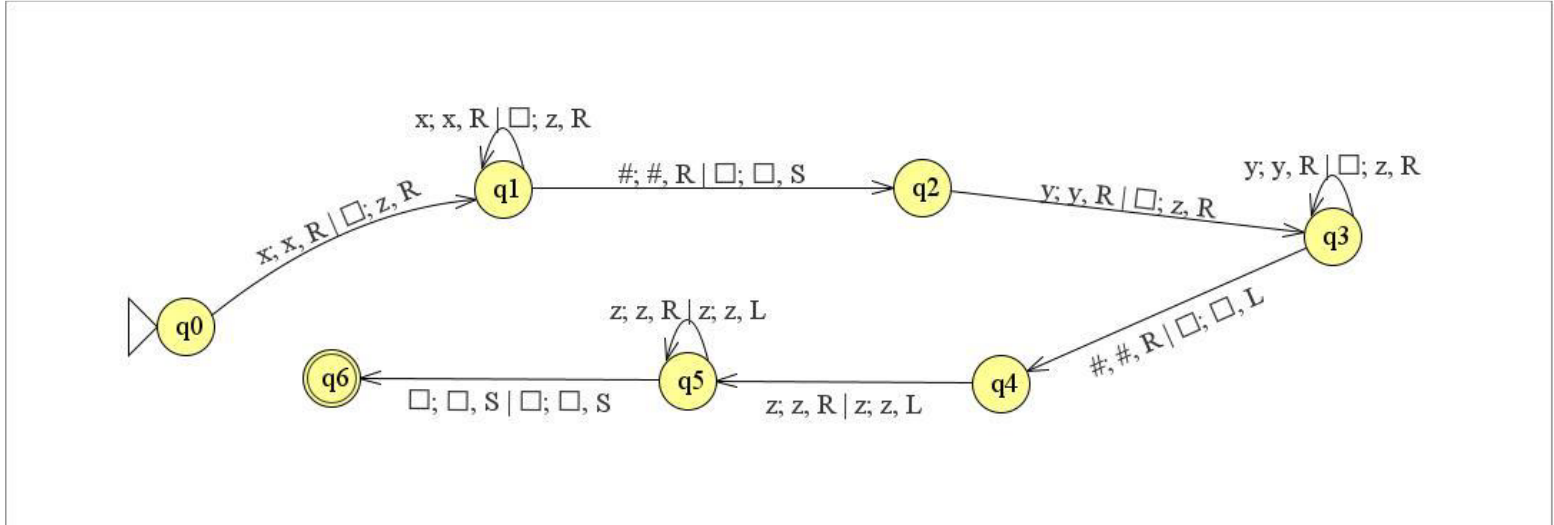 x; x, R | □; z, R
q1
#; #, R | □; □, S
q2
y; y, R | □; z, R
y; y, R | □; z, R
q3
x; x, R | □; z, R
q0
z; z, R | z; z, L
#; #, R | □; □, L
q6
□; □, S | □; □, S
q5
z; z, R | z; z, L
q4